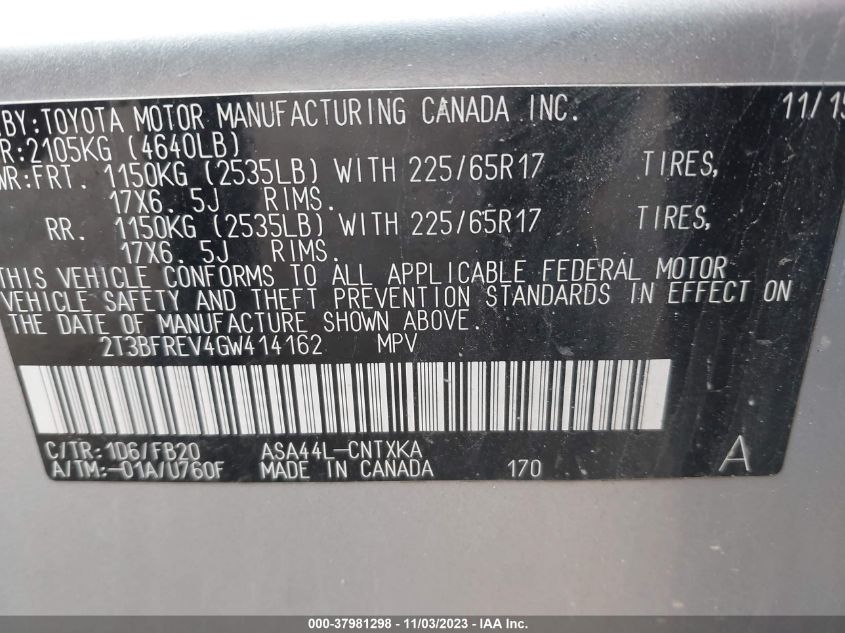 BY:TOYOTA MOTOR MANUFACTURING CANADA INC. 11/15
R:2105KG (4640LB)
WR:FRT. 1150KG (2535LB) WITH 225/65R17 TIRES,
17X6. 5J RIMS.
RR. 1150KG (2535LB) WITH 225/65R17 TIRES,
17X6. 5J RIMS.
THIS VEHICLE CONFORMS TO ALL APPLICABLE FEDERAL MOTOR
VEHICLE SAFETY AND THEFT PREVENTION STANDARDS IN EFFECT ON
THE DATE OF MANUFACTURE SHOWN ABOVE.
2T3BFREV4GW414162 MPV
C/TR:1D6/FB20 ASA44L-CNTXKA
A/TM:-01A/U760F MADE IN CANADA 170 A
000-37981298 - 11/03/2023 - IAA Inc.